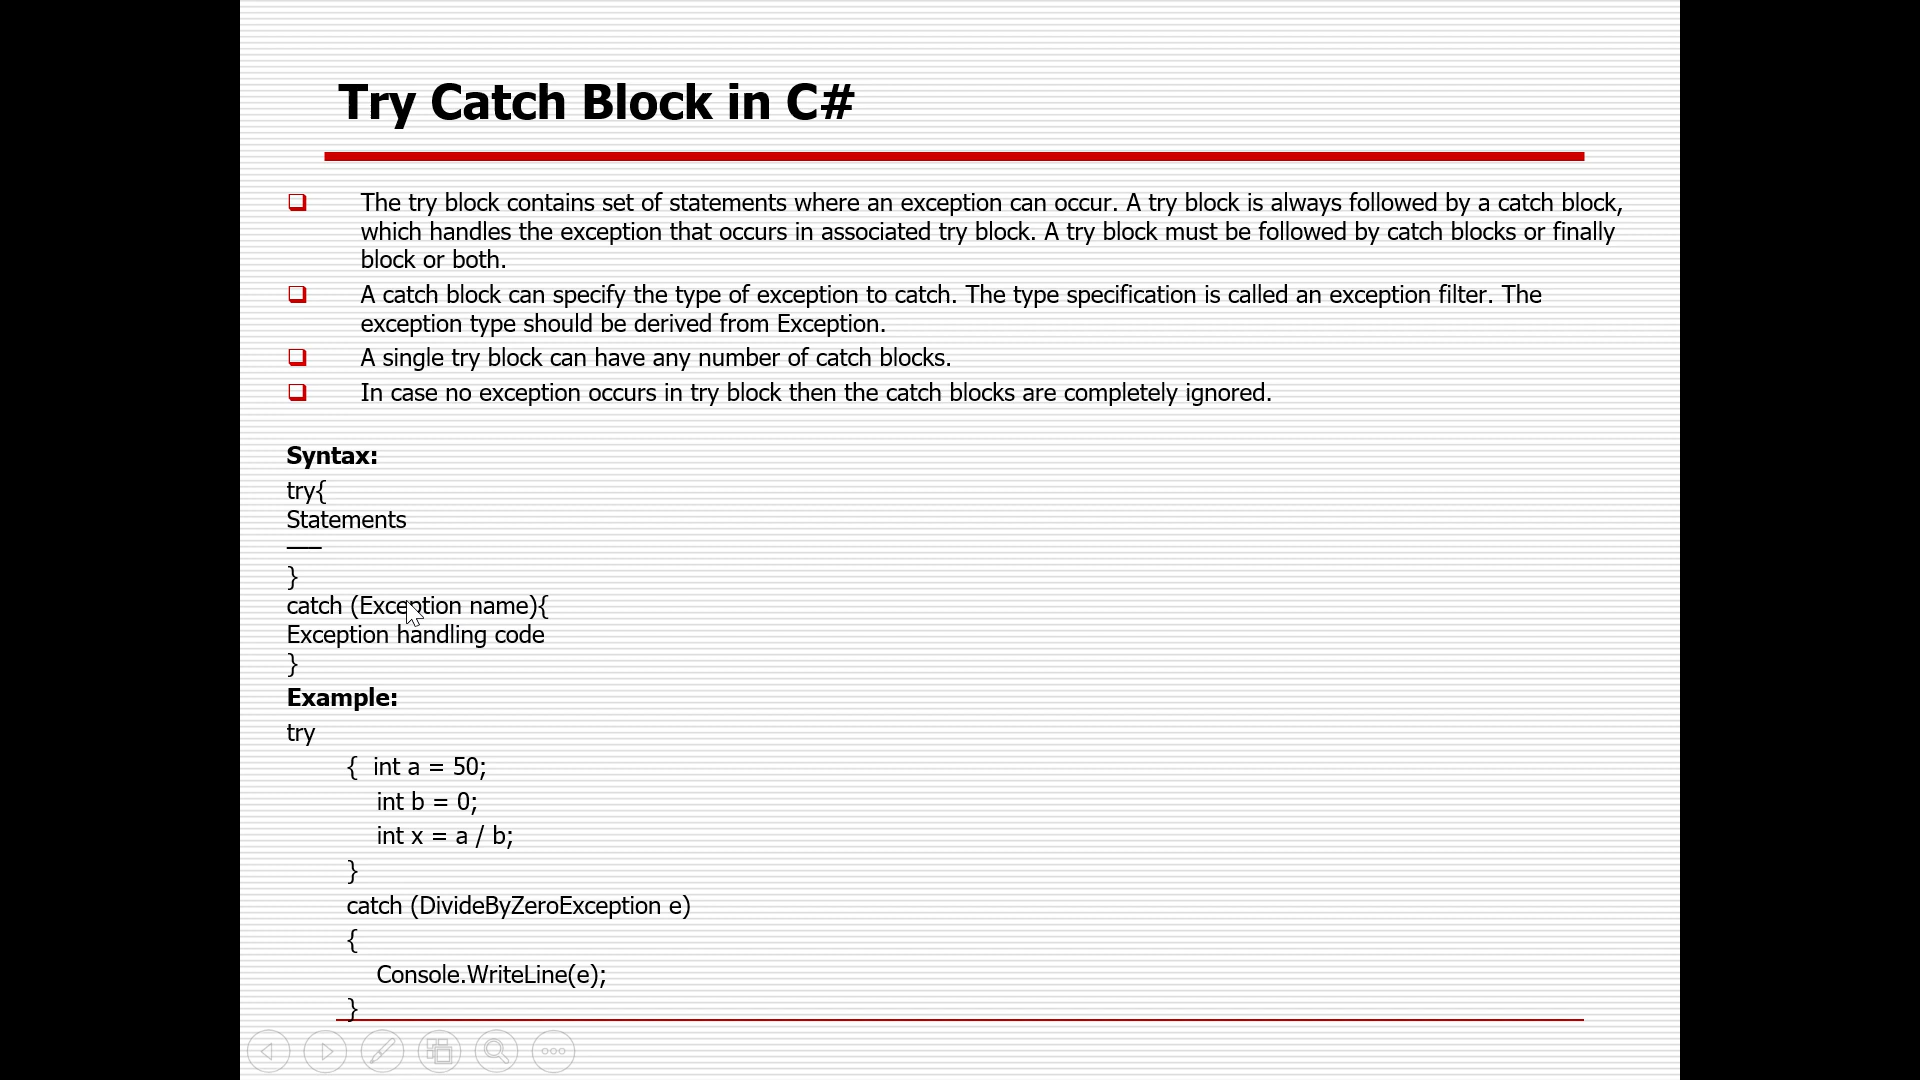 Try Catch Block in C#
The try block contains set of statements where an exception can occur. A try block is always followed by a catch block,
which handles the exception that occurs in associated try block. A try block must be followed by catch blocks or finally
block or both.
A catch block can specify the type of exception to catch. The type specification is called an exception filter. The
exception type should be derived from Exception.
A single try block can have any number of catch blocks.
In case no exception occurs in try block then the catch blocks are completely ignored.
Syntax:
try{
Statements
——
}
catch (Exception name){
Exception handling code
}
Example:
try
{ int a = 50;
int b = 0;
int x = a / b;
}
catch (DivideByZeroException e)
{
Console.WriteLine(e);
}